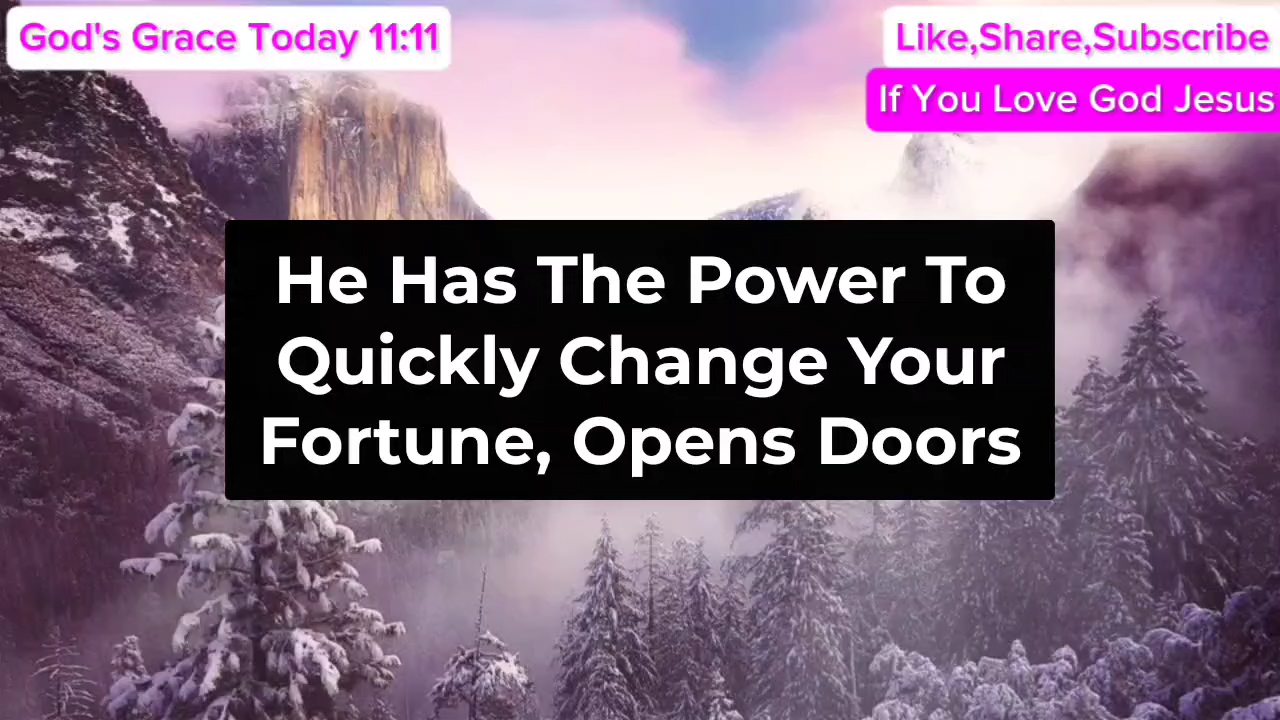 God's Grace Today 11:11
Like,Share,Subscribe
If You Love God Jesus
He Has The Power To
Quickly Change Your
Fortune, Opens Doors